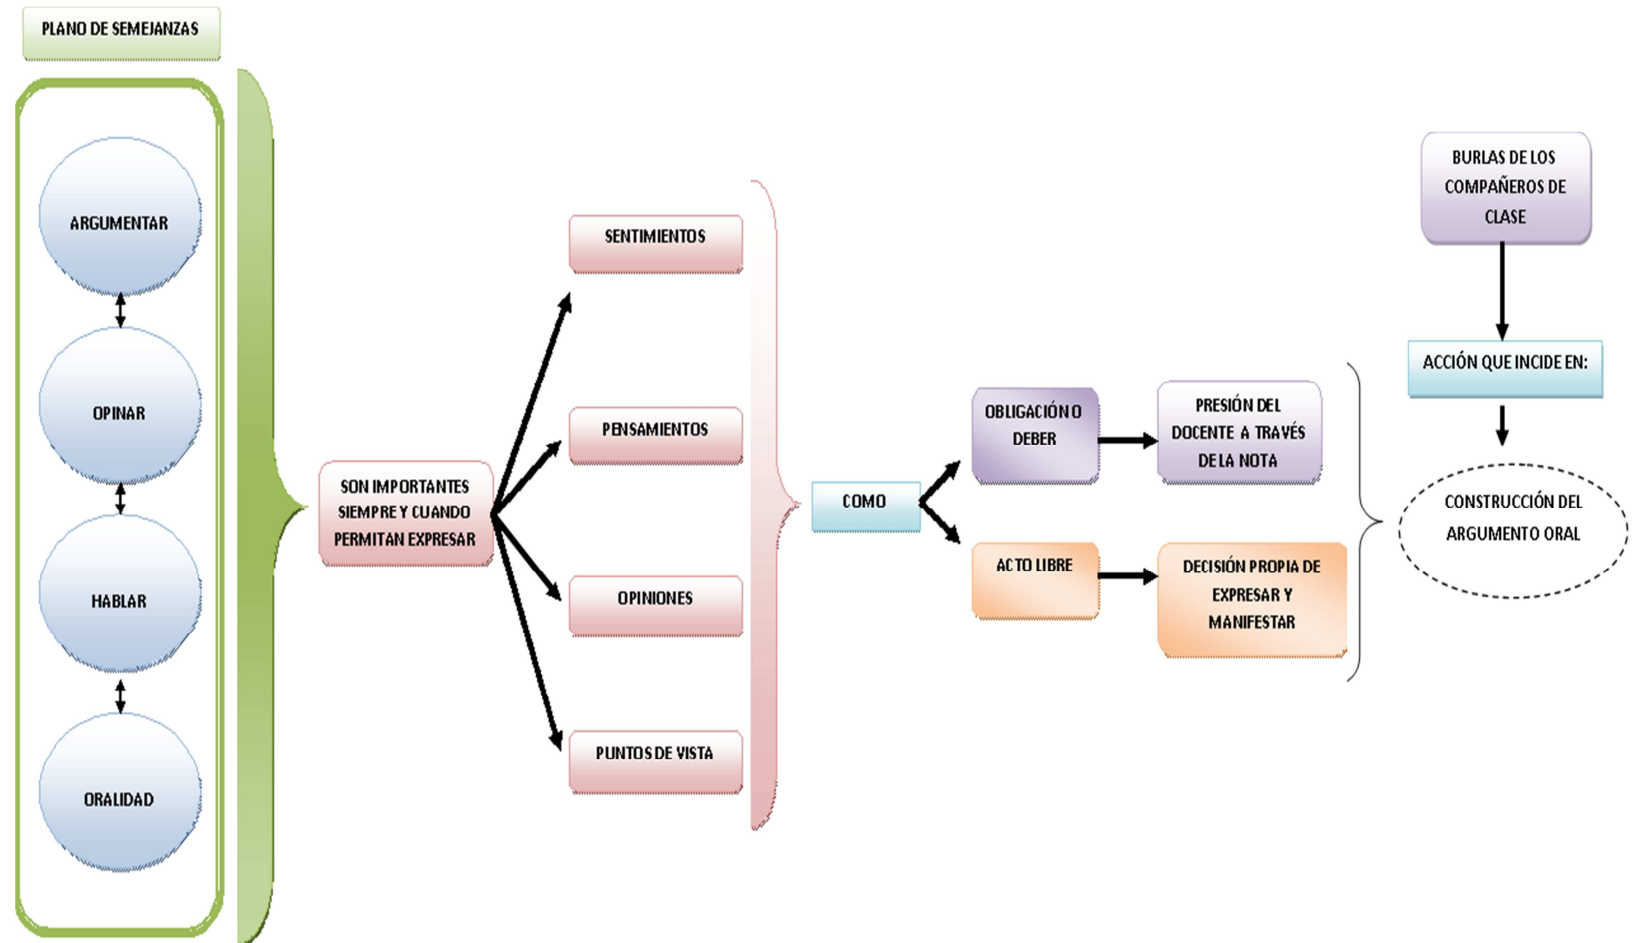 PLANO DE SEMEJANZAS
ARGUMENTAR
OPINAR
HABLAR
ORALIDAD
SON IMPORTANTES
SIEMPRE Y CUANDO
PERMITAN EXPRESAR
SENTIMIENTOS
PENSAMIENTOS
OPINIONES
PUNTOS DE VISTA
COMO
OBLIGACIÓN O
DEBER
PRESIÓN DEL
DOCENTE A TRAVÉS
DE LA NOTA
ACTO LIBRE
DECISIÓN PROPIA DE
EXPRESAR Y
MANIFESTAR
BURLAS DE LOS
COMPAÑEROS DE
CLASE
ACCIÓN QUE INCIDE EN:
CONSTRUCCIÓN DEL
ARGUMENTO ORAL